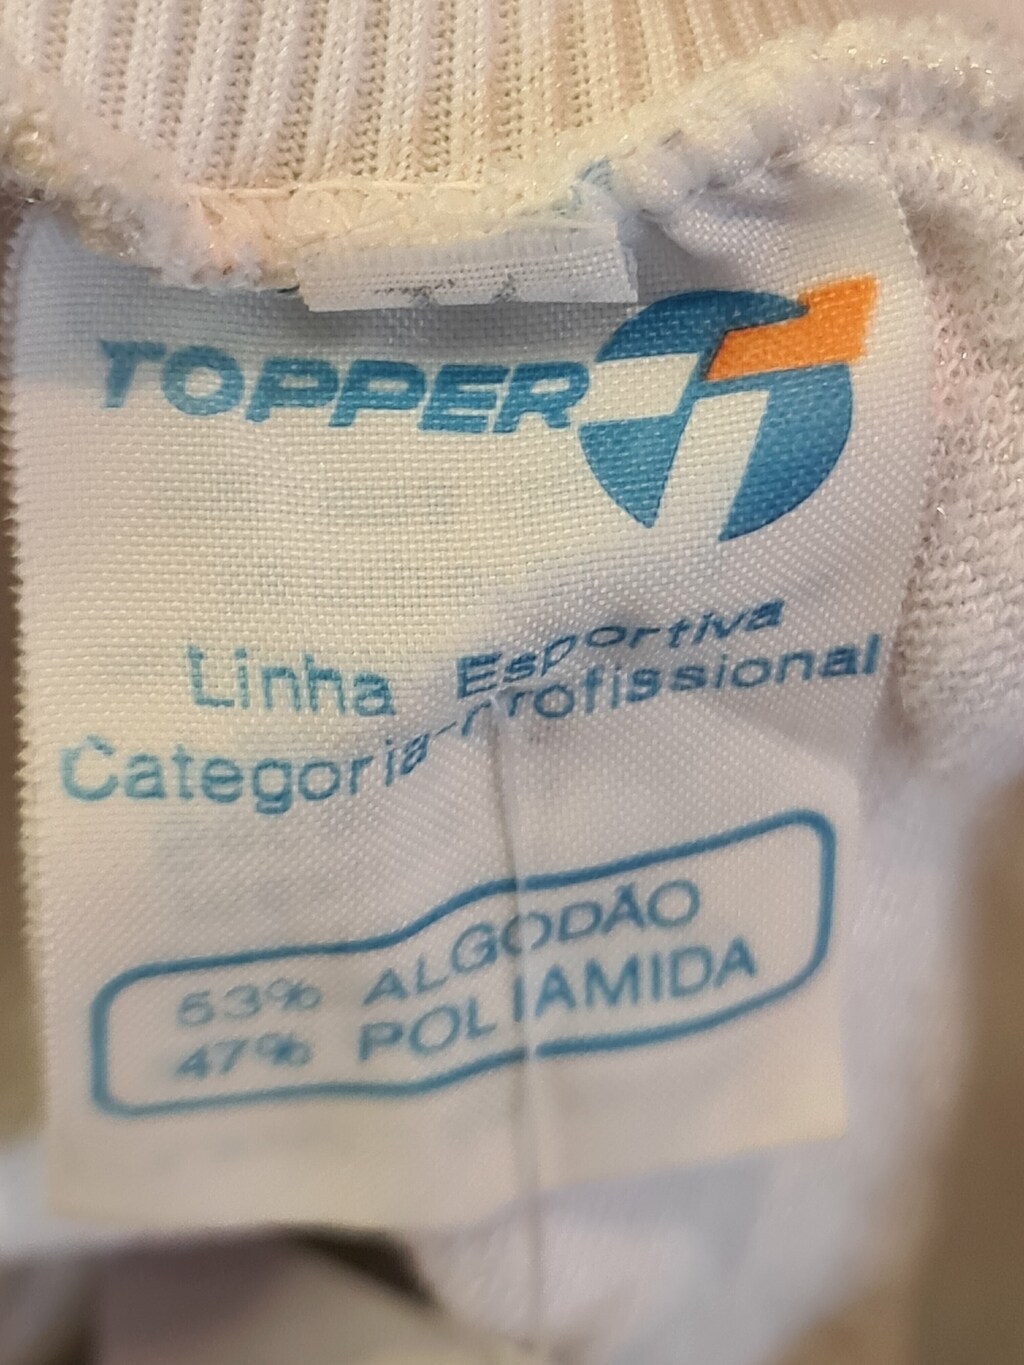 TOPPER
Linha Esportiva
Categoria-Profissional
53% ALGODÃO
47% POLIAMIDA